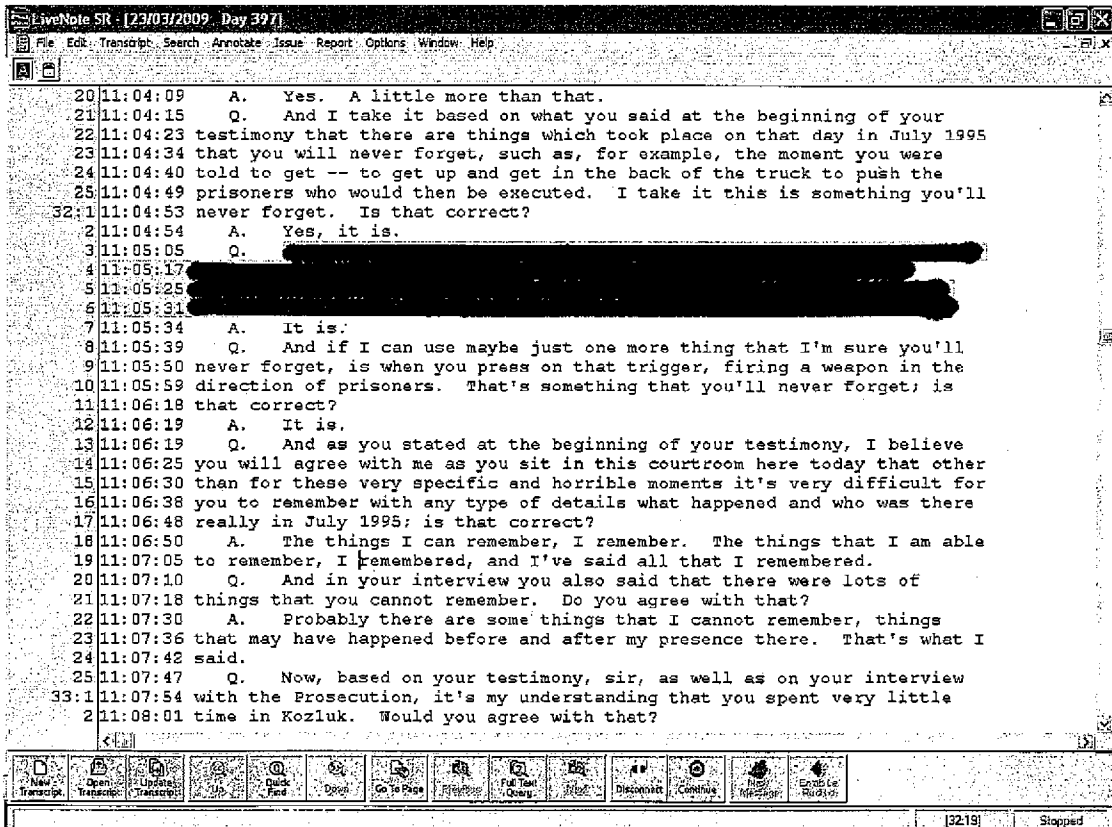 LiveNote SR - [23/03/2009 Day 397]
File Edit Transcript Search Annotate Issue Report Options Window Help
20 11:04:09 A. Yes. A little more than that.
21 11:04:15 Q. And I take it based on what you said at the beginning of your
22 11:04:23 testimony that there are things which took place on that day in July 1995
23 11:04:34 that you will never forget, such as, for example, the moment you were
24 11:04:40 told to get -- to get up and get in the back of the truck to push the
25 11:04:49 prisoners who would then be executed. I take it this is something you'll
32:1 11:04:53 never forget. Is that correct?
2 11:04:54 A. Yes, it is.
3 11:05:05 Q.
4 11:05:17
5 11:05:25
6 11:05:31
7 11:05:34 A. It is.
8 11:05:39 Q. And if I can use maybe just one more thing that I'm sure you'll
9 11:05:50 never forget, is when you press on that trigger, firing a weapon in the
10 11:05:59 direction of prisoners. That's something that you'll never forget; is
11 11:06:18 that correct?
12 11:06:19 A. It is.
13 11:06:19 Q. And as you stated at the beginning of your testimony, I believe
14 11:06:25 you will agree with me as you sit in this courtroom here today that other
15 11:06:30 than for these very specific and horrible moments it's very difficult for
16 11:06:38 you to remember with any type of details what happened and who was there
17 11:06:48 really in July 1995; is that correct?
18 11:06:50 A. The things I can remember, I remember. The things that I am able
19 11:07:05 to remember, I remembered, and I've said all that I remembered.
20 11:07:10 Q. And in your interview you also said that there were lots of
21 11:07:18 things that you cannot remember. Do you agree with that?
22 11:07:30 A. Probably there are some things that I cannot remember, things
23 11:07:36 that may have happened before and after my presence there. That's what I
24 11:07:42 said.
25 11:07:47 Q. Now, based on your testimony, sir, as well as on your interview
33:1 11:07:54 with the Prosecution, it's my understanding that you spent very little
2 11:08:01 time in Kozluk. Would you agree with that?
New Transcript Open Transcript Update Transcript Up Quick Find Down Go To Page Previous Full Text Query Next Disconnect Continue New Message Enable Radio
[32:19] Stopped